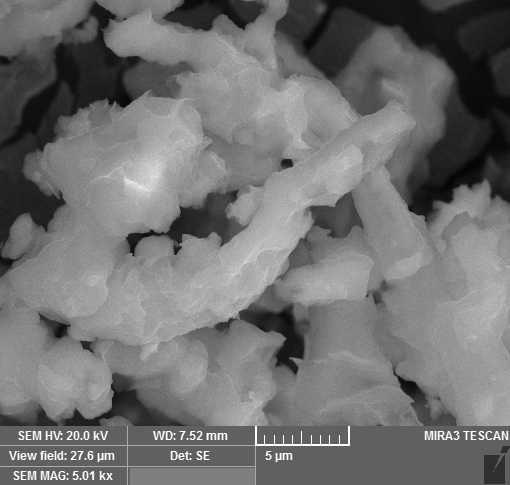 SEM HV: 20.0 kV WD: 7.52 mm MIRA3 TESCAN
View field: 27.6 µm Det: SE 5 µm
SEM MAG: 5.01 kx